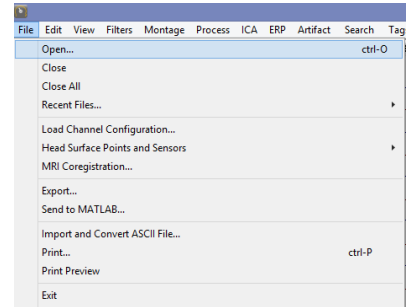 File Edit View Filters Montage Process ICA ERP Artifact Search Tag
Open... ctrl-O
Close
Close All
Recent Files...
Load Channel Configuration...
Head Surface Points and Sensors
MRI Coregistration...
Export...
Send to MATLAB...
Import and Convert ASCII File...
Print... ctrl-P
Print Preview
Exit